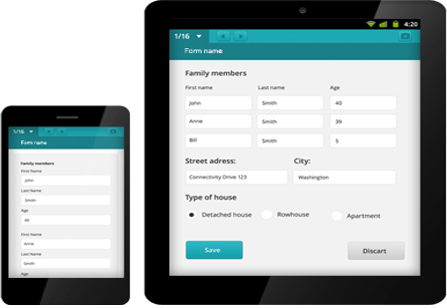 1/16
Form name
Family members
First Name
John
Last Name
Smith
Age
40
First Name
Anne
Last Name
Smith
Age
4:20
1/16
Form name
Family members
First name Last name Age
John Smith 40
Anne Smith 39
Bill Smith 5
Street adress: City:
Connectivity Drive 123 Washington
Type of house
Detached house Rowhouse Apartment
Save Discart